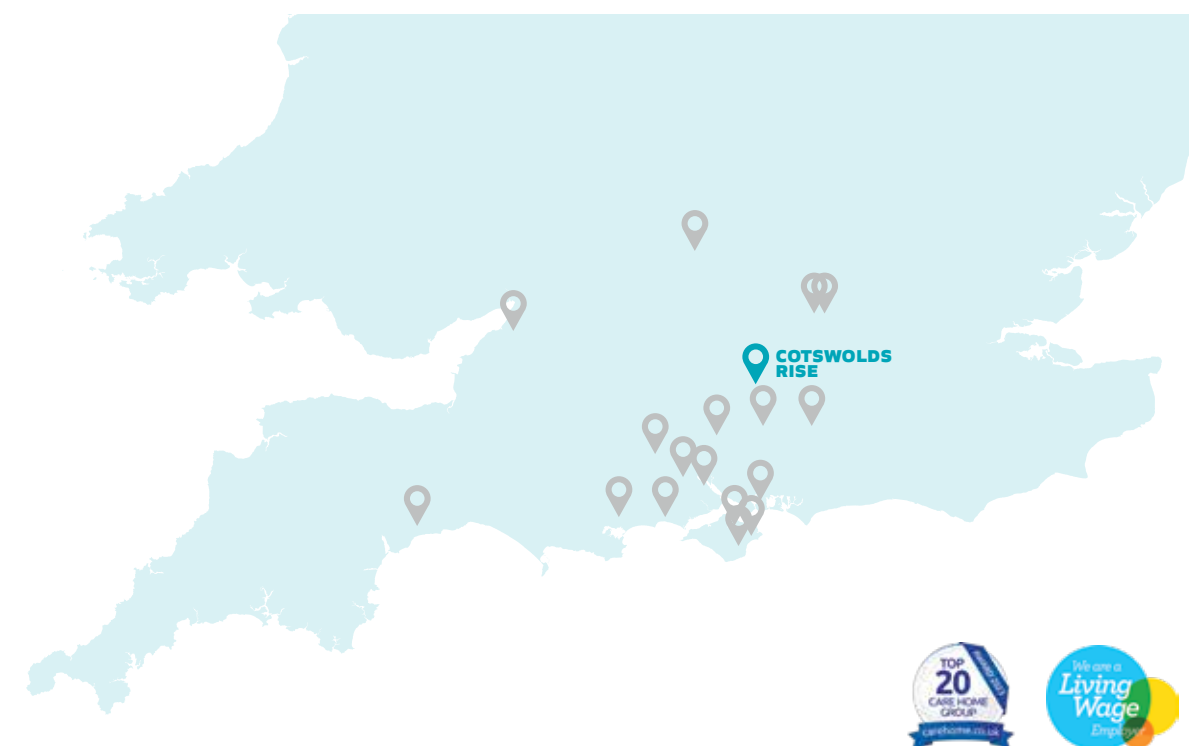 COTSWOLDS
RISE
TOP
20
CARE HOME
GROUP
carehome.co.uk
We are a
Living
Wage
Employer